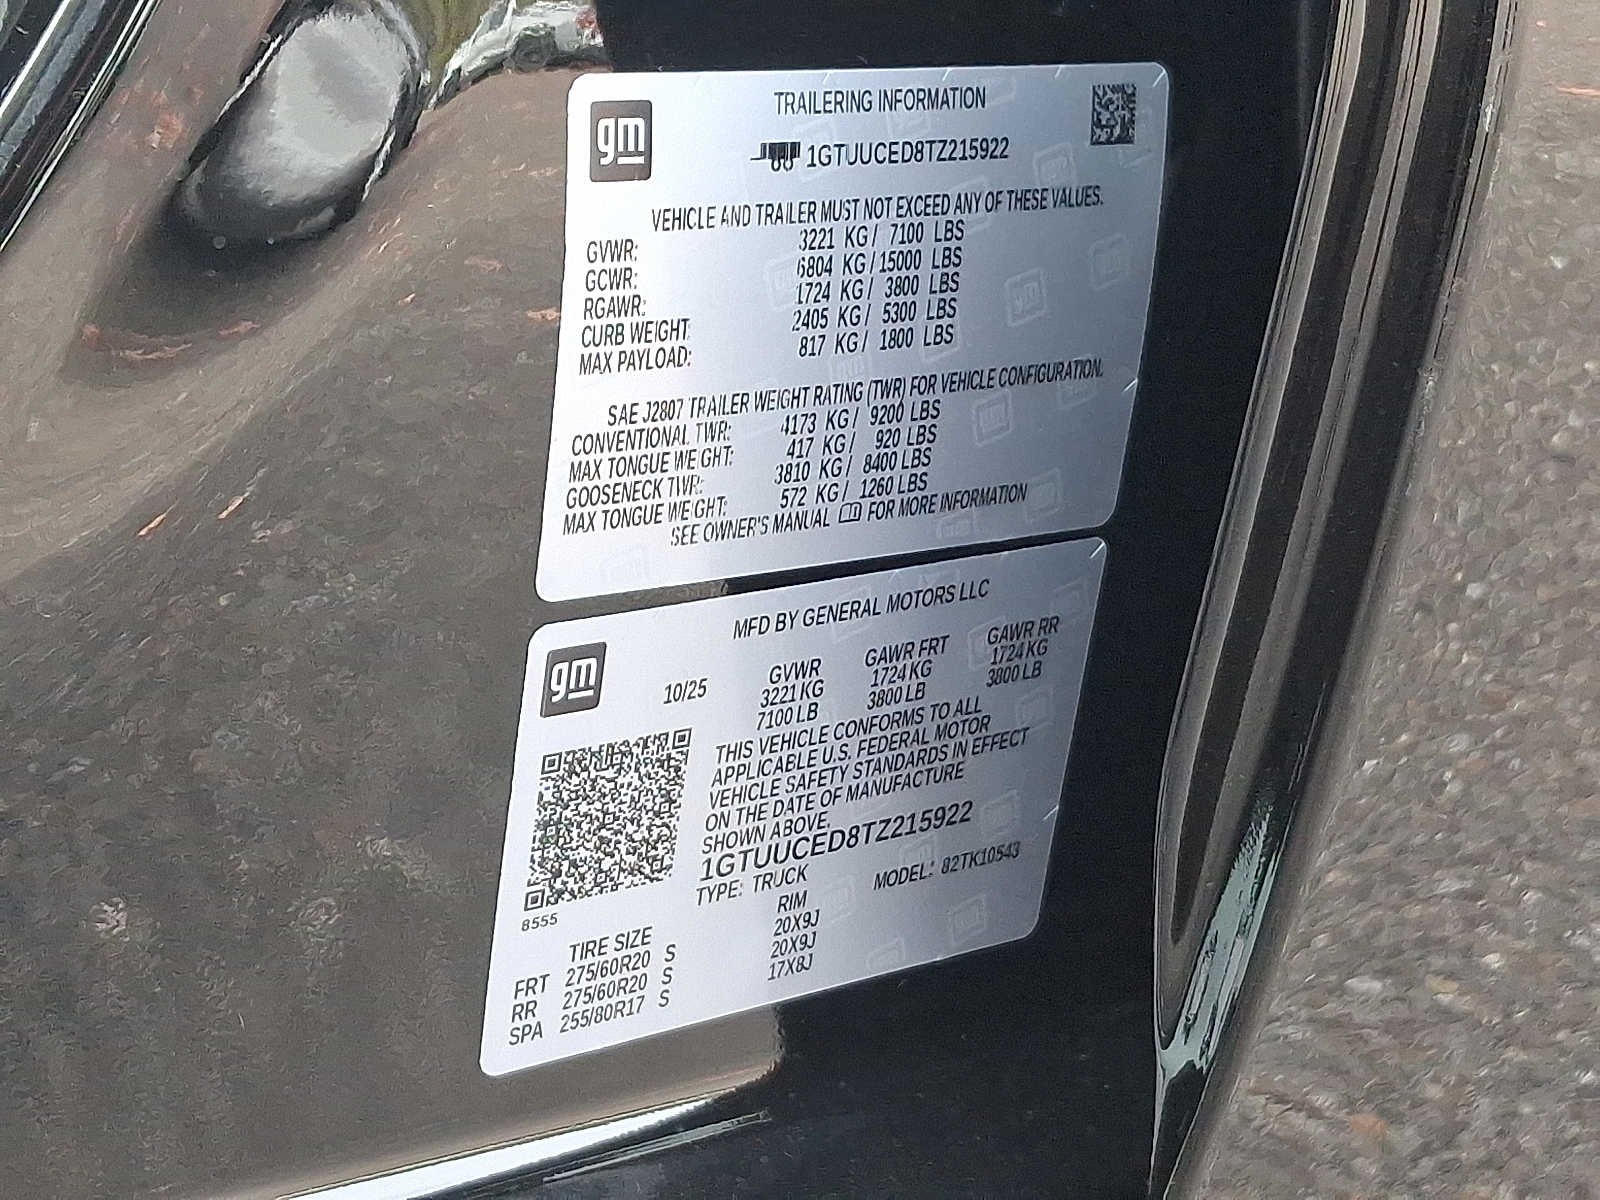 gm
TRAILERING INFORMATION
1GTUUCED8TZ215922
VEHICLE AND TRAILER MUST NOT EXCEED ANY OF THESE VALUES.
GVWR: 3221 KG / 7100 LBS
GCWR: 6804 KG / 15000 LBS
RGAWR: 1724 KG / 3800 LBS
CURB WEIGHT: 2405 KG / 5300 LBS
MAX PAYLOAD: 817 KG / 1800 LBS
SAE J2807 TRAILER WEIGHT RATING (TWR) FOR VEHICLE CONFIGURATION.
CONVENTIONAL TWR: 4173 KG / 9200 LBS
MAX TONGUE WEIGHT: 417 KG / 920 LBS
GOOSENECK TWR: 3810 KG / 8400 LBS
MAX TONGUE WEIGHT: 572 KG / 1260 LBS
SEE OWNER'S MANUAL FOR MORE INFORMATION
MFD BY GENERAL MOTORS LLC
gm
10/25
GVWR GAWR FRT GAWR RR
3221 KG 1724 KG 1724 KG
7100 LB 3800 LB 3800 LB
THIS VEHICLE CONFORMS TO ALL
APPLICABLE U.S. FEDERAL MOTOR
VEHICLE SAFETY STANDARDS IN EFFECT
ON THE DATE OF MANUFACTURE
SHOWN ABOVE.
1GTUUCED8TZ215922
TYPE: TRUCK MODEL: 82TK10543
8555
TIRE SIZE RIM
FRT 275/60R20 S 20X9J
RR 275/60R20 S 20X9J
SPA 255/80R17 S 17X8J